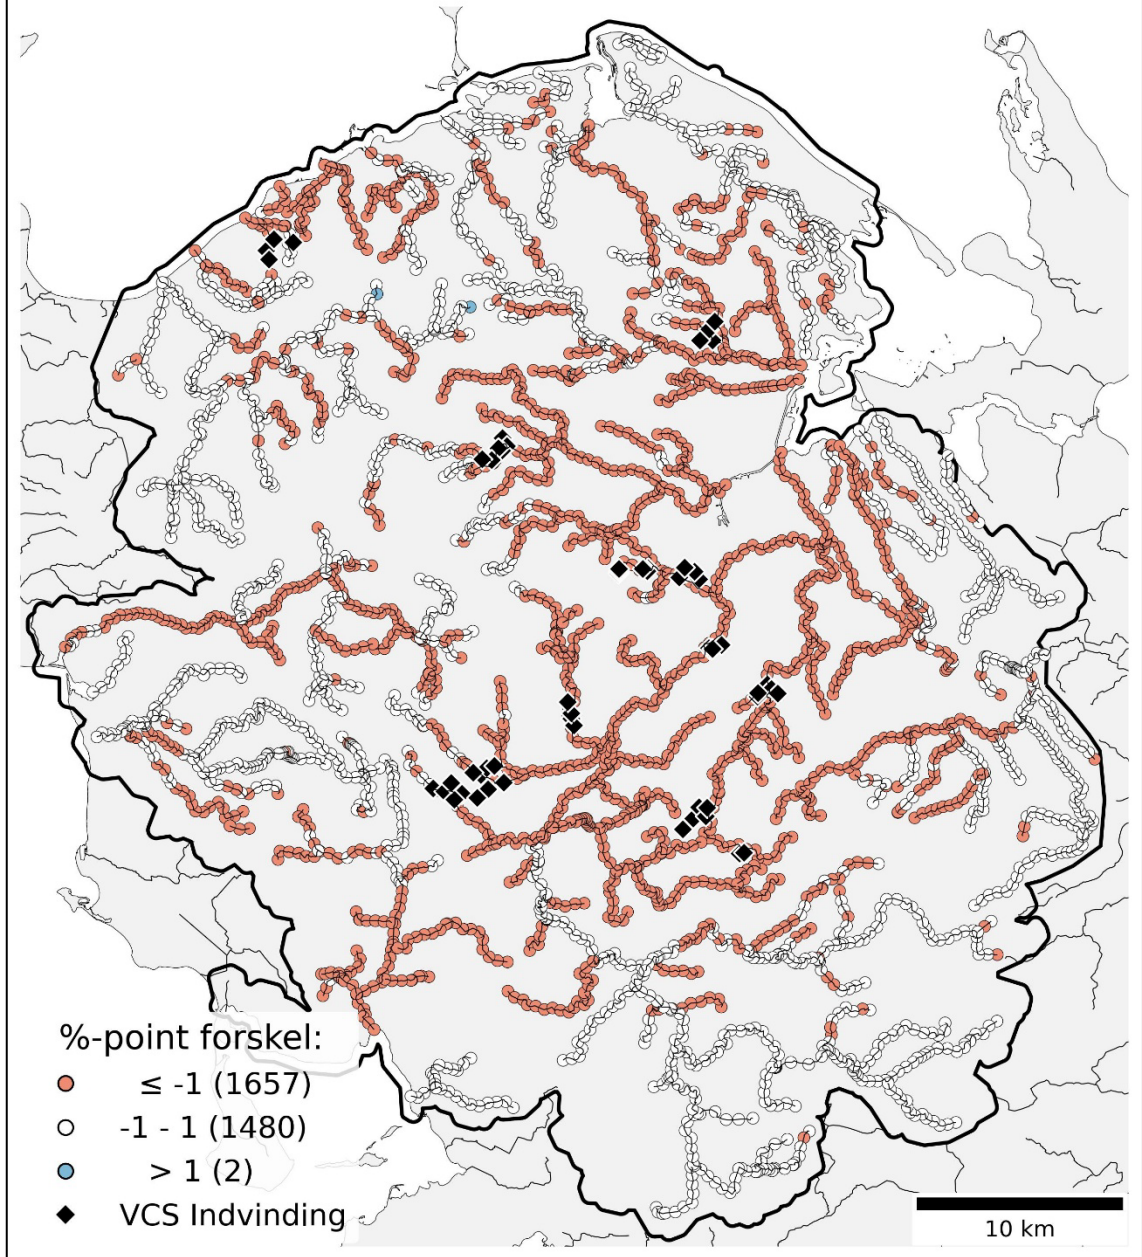 %-point forskel:
≤ -1 (1657)
-1 - 1 (1480)
> 1 (2)
VCS Indvinding
10 km